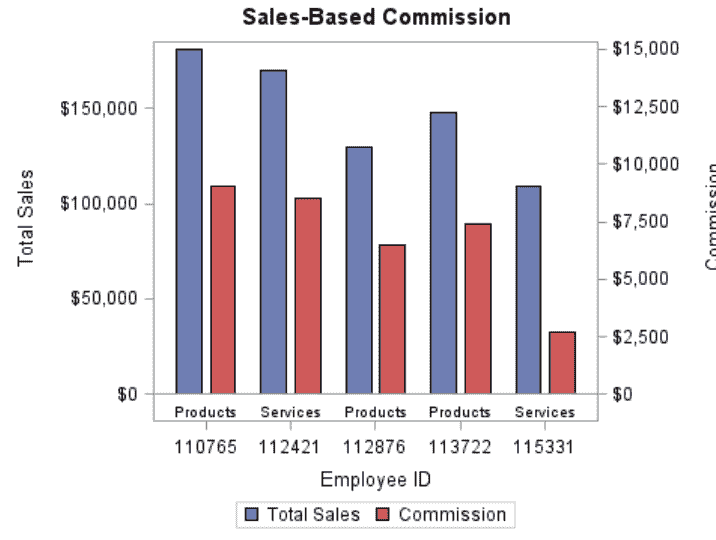 Sales-Based Commission
Total Sales
$150,000
$100,000
$50,000
$0
$15,000
$12,500
$10,000
$7,500
$5,000
$2,500
$0
Commission
Products Services Products Products Services
110765 112421 112876 113722 115331
Employee ID
Total Sales Commission